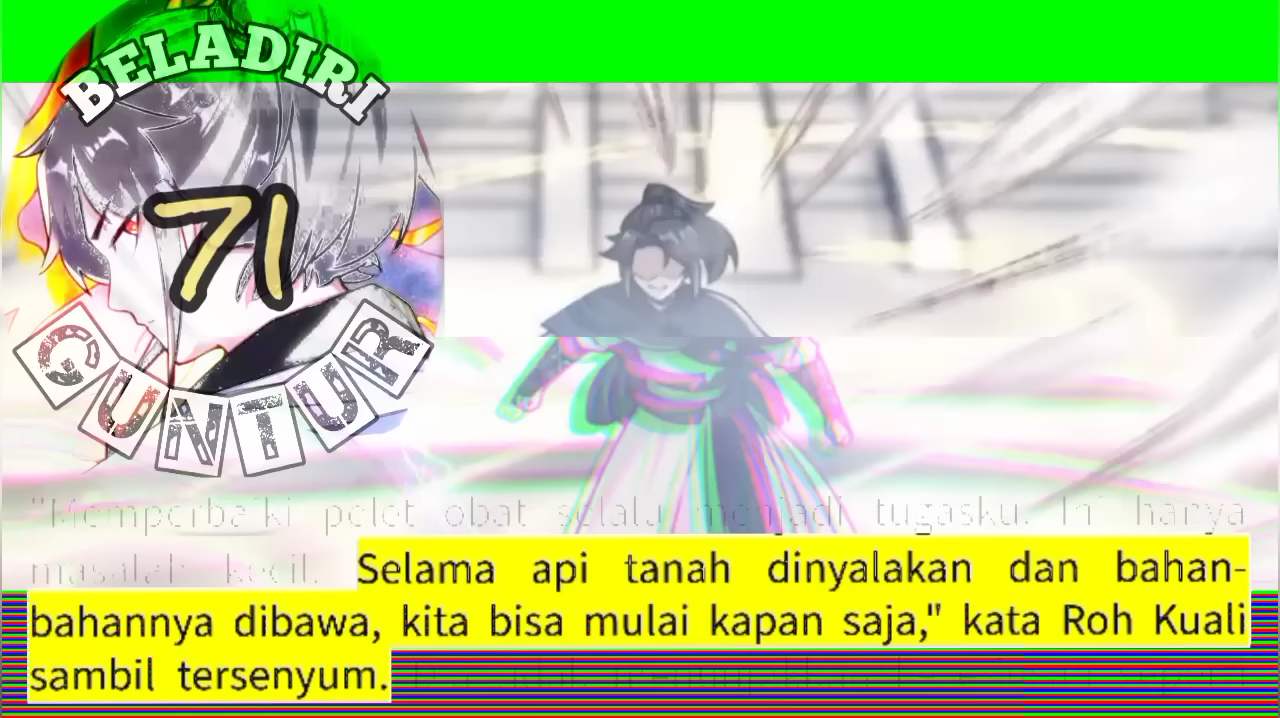 BELADIRI
71
GUNTUR
"Memperbaiki pelet obat selalu menjadi tugasku. Ini hanya
masalah kecil. Selama api tanah dinyalakan dan bahan-
bahannya dibawa, kita bisa mulai kapan saja," kata Roh Kuali
sambil tersenyum.